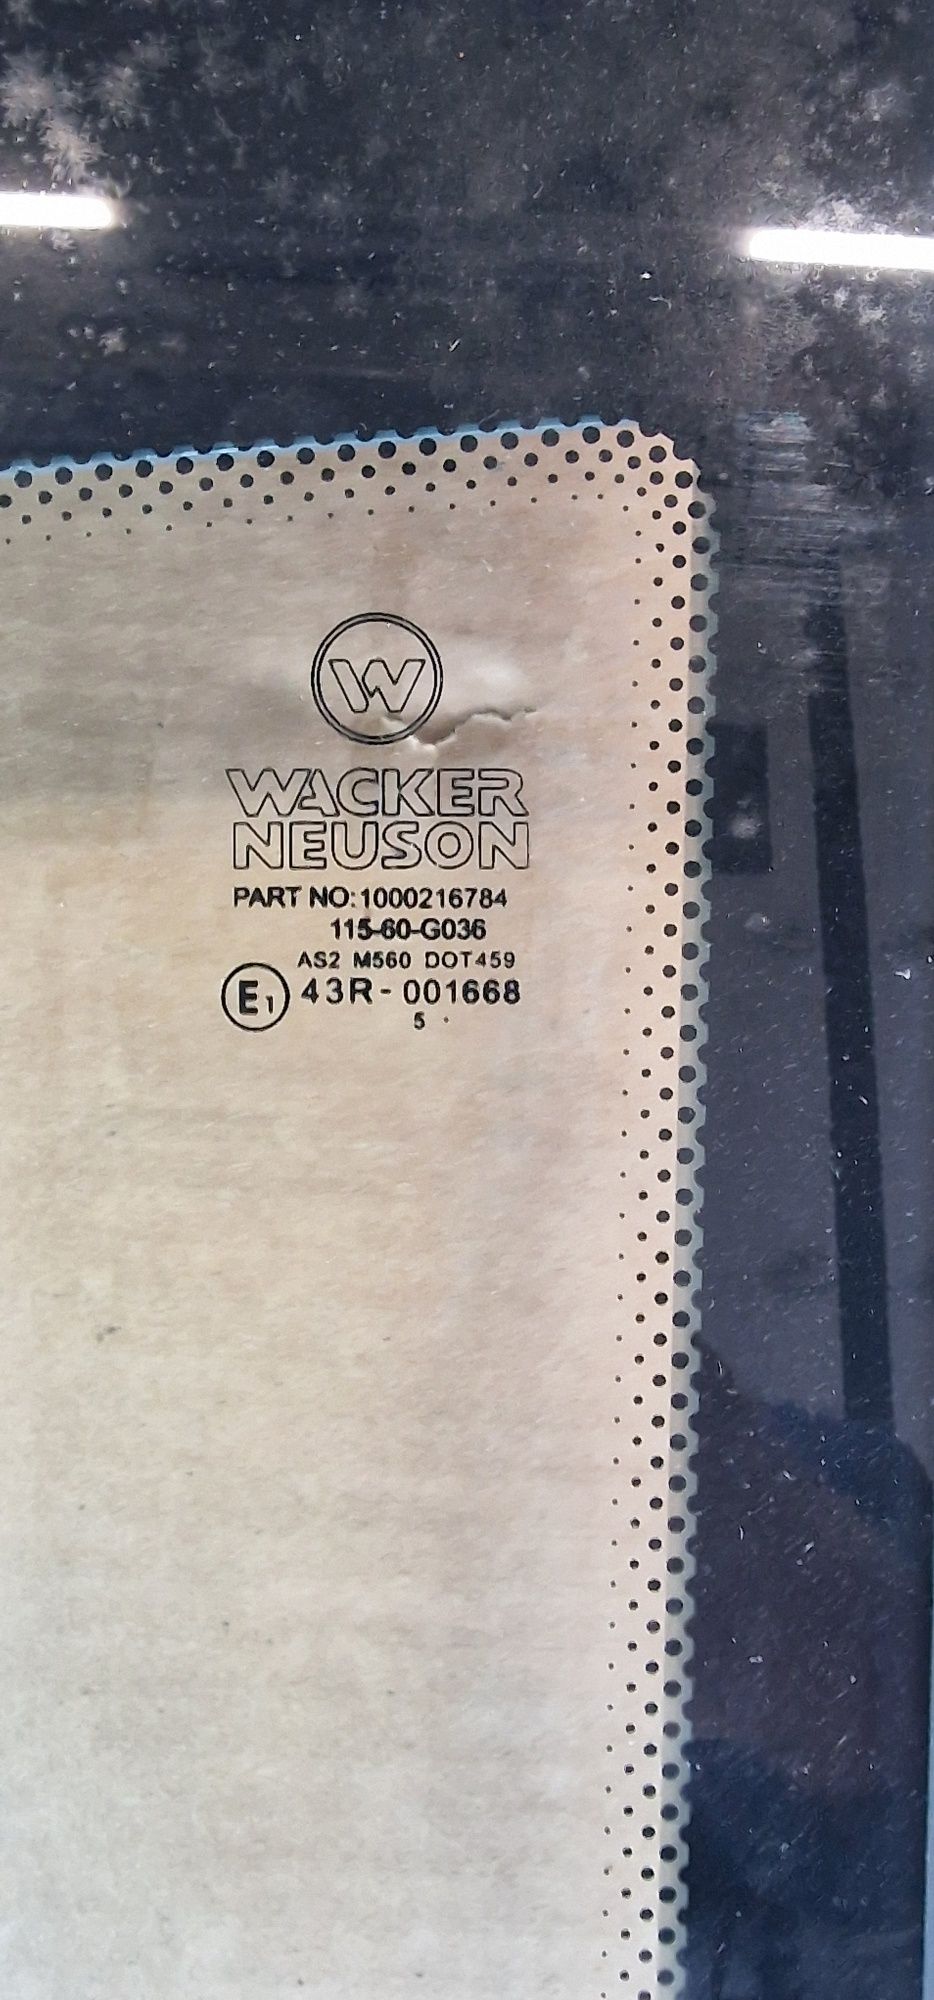 W
WACKER
NEUSON
PART NO:1000216784
115-60-G036
AS2 M560 DOT459
E1 43R-001668
5 .